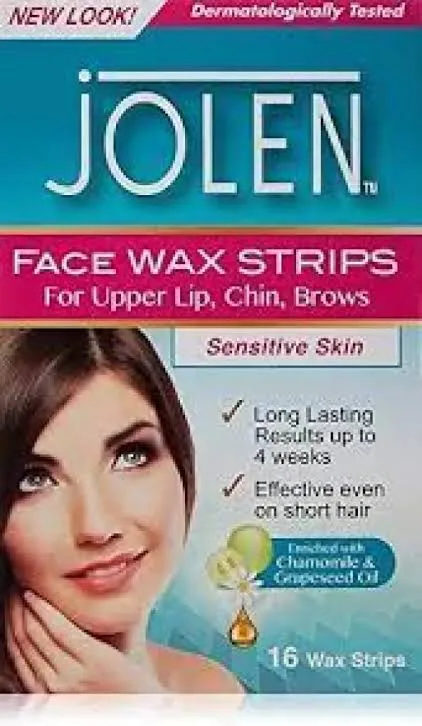 NEW LOOK!
Dermatologically Tested
JOLEN TM
FACE WAX STRIPS
For Upper Lip, Chin, Brows
Sensitive Skin
✓ Long Lasting
Results up to
4 weeks
✓ Effective even
on short hair
Enriched with
Chamomile &
Grapeseed Oil
16 Wax Strips